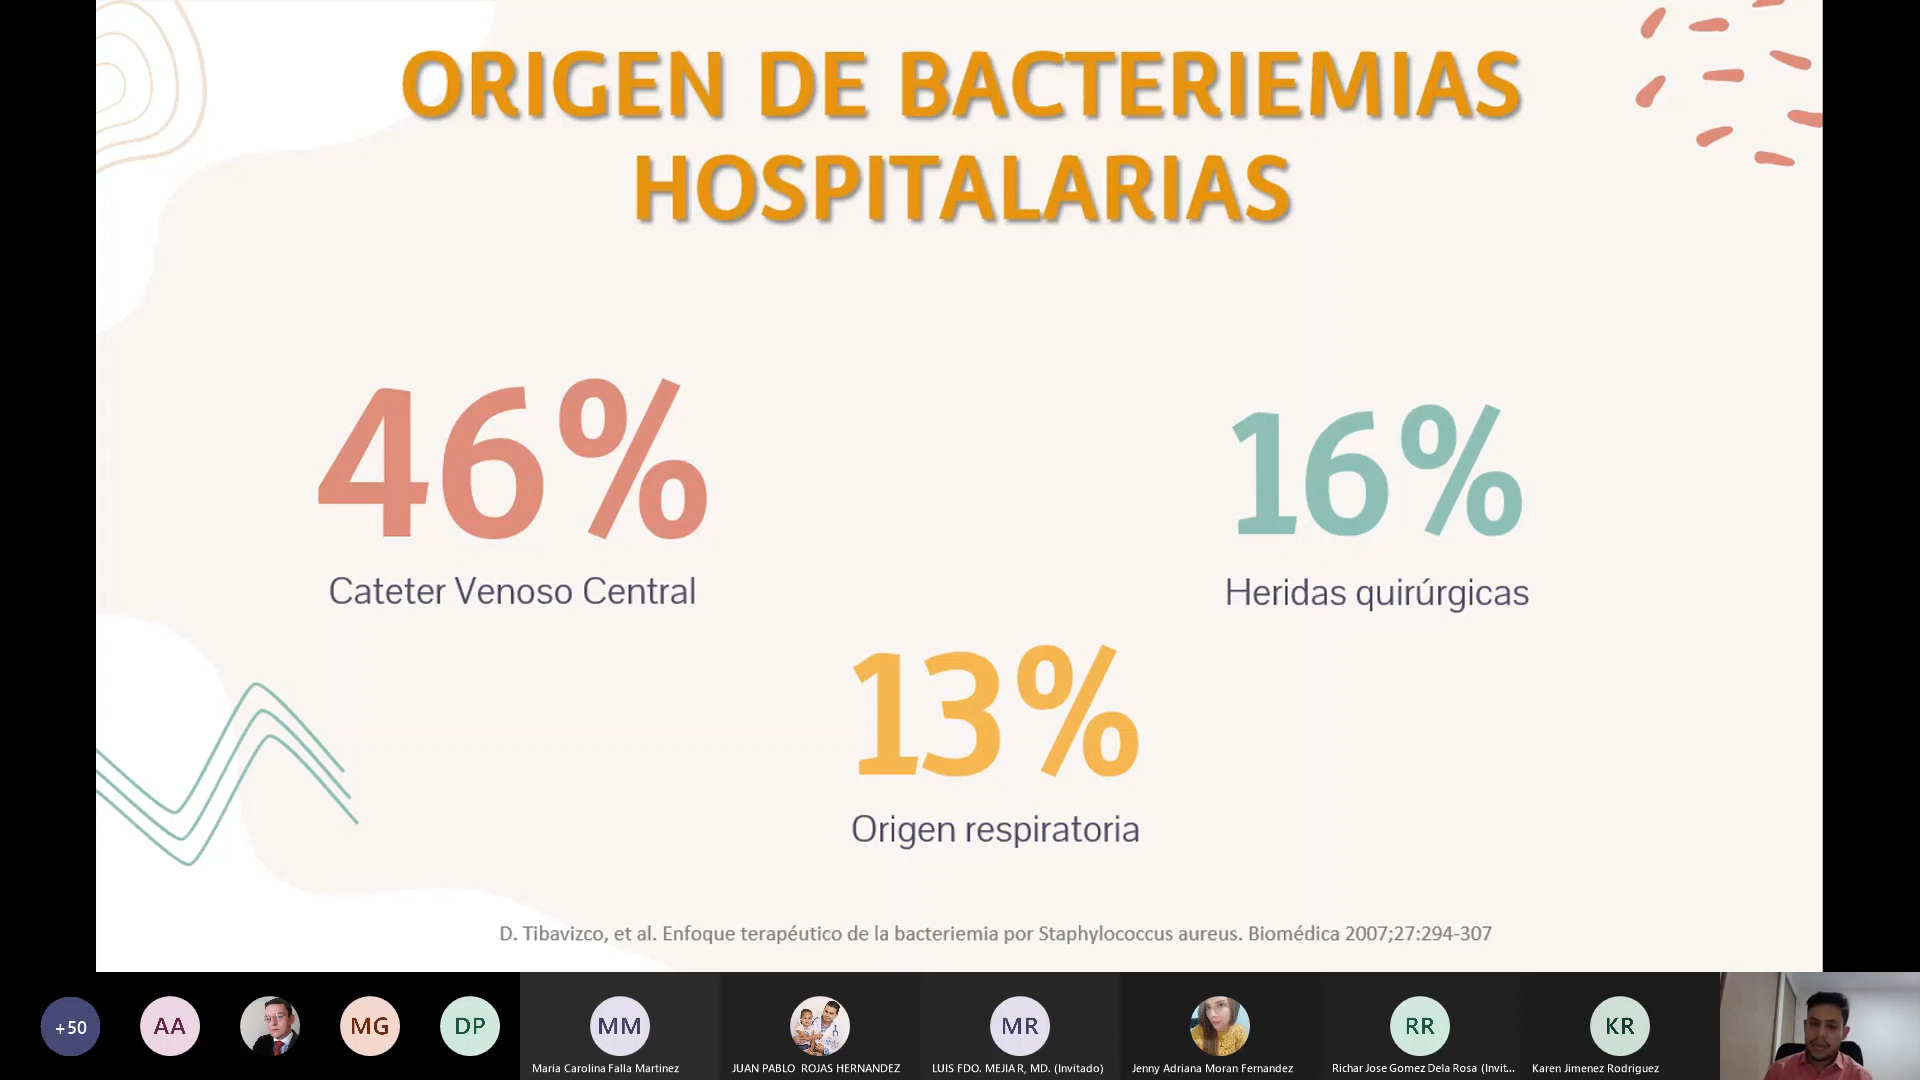 ORIGEN DE BACTERIEMIAS
HOSPITALARIAS
46%
Cateter Venoso Central
16%
Heridas quirúrgicas
13%
Origen respiratoria
D. Tibavizco, et al. Enfoque terapéutico de la bacteriemia por Staphylococcus aureus. Biomédica 2007;27:294-307
+50
AA
MG
DP
MM
Maria Carolina Falla Martinez
JUAN PABLO ROJAS HERNANDEZ
MR
LUIS FDO. MEJIA R, MD. (Invitado)
Jenny Adriana Moran Fernandez
RR
Richar Jose Gomez Dela Rosa (Invit...
KR
Karen Jimenez Rodriguez